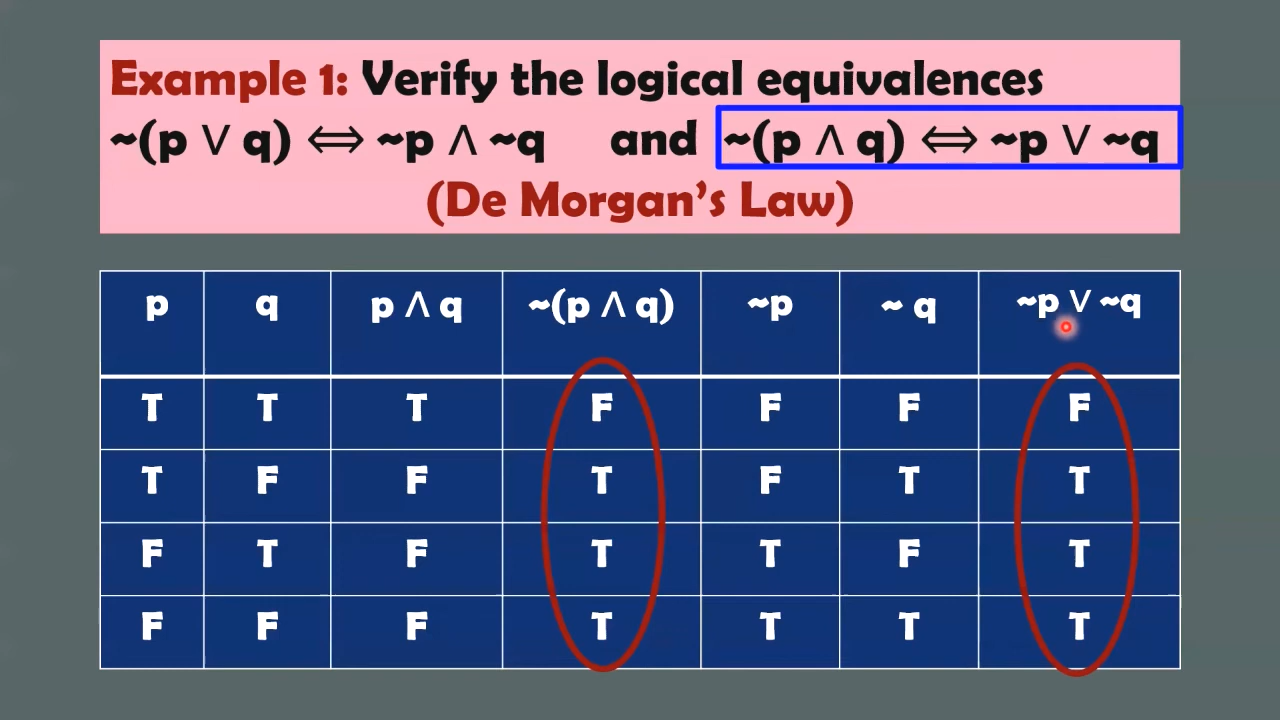 Example 1: Verify the logical equivalences
~(p ∨ q) ⟺ ~p ∧ ~q and ~(p ∧ q) ⟺ ~p ∨ ~q
(De Morgan's Law)
p q p ∧ q ~(p ∧ q) ~p ~ q ~p ∨ ~q
T T T F F F F
T F F T F T T
F T F T T F T
F F F T T T T